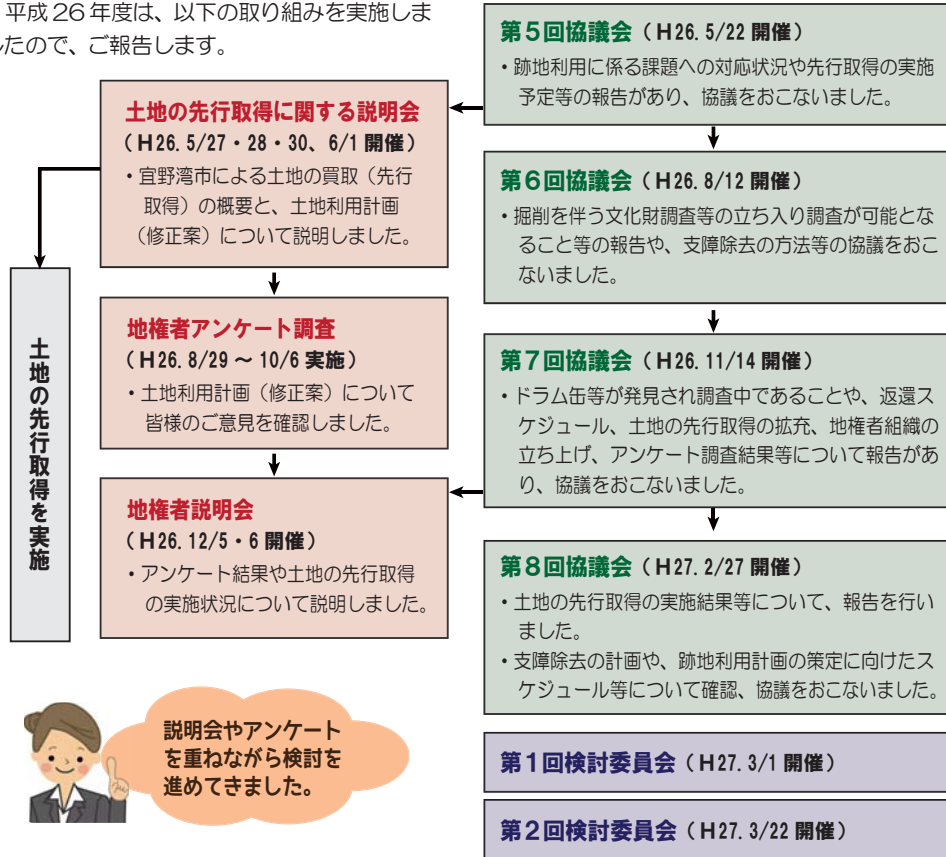 平成26年度は、以下の取り組みを実施しま
したので、ご報告します。
土地の先行取得に関する説明会
（H26. 5/27・28・30、6/1 開催）
・宜野湾市による土地の買取（先行
取得）の概要と、土地利用計画
（修正案）について説明しました。
地権者アンケート調査
（H26. 8/29 ～ 10/6 実施）
・土地利用計画（修正案）について
皆様のご意見を確認しました。
地権者説明会
（H26. 12/5・6 開催）
・アンケート結果や土地の先行取得
の実施状況について説明しました。
土地の先行取得を実施
説明会やアンケート
を重ねながら検討を
進めてきました。
第5回協議会（H26. 5/22 開催）
・跡地利用に係る課題への対応状況や先行取得の実施
予定等の報告があり、協議をおこないました。
第6回協議会（H26. 8/12 開催）
・掘削を伴う文化財調査等の立ち入り調査が可能とな
ること等の報告や、支障除去の方法等の協議をおこ
ないました。
第7回協議会（H26. 11/14 開催）
・ドラム缶等が発見され調査中であることや、返還ス
ケジュール、土地の先行取得の拡充、地権者組織の
立ち上げ、アンケート調査結果等について報告があ
り、協議をおこないました。
第8回協議会（H27. 2/27 開催）
・土地の先行取得の実施結果等について、報告を行い
ました。
・支障除去の計画や、跡地利用計画の策定に向けたス
ケジュール等について確認、協議をおこないました。
第1回検討委員会（H27. 3/1 開催）
第2回検討委員会（H27. 3/22 開催）